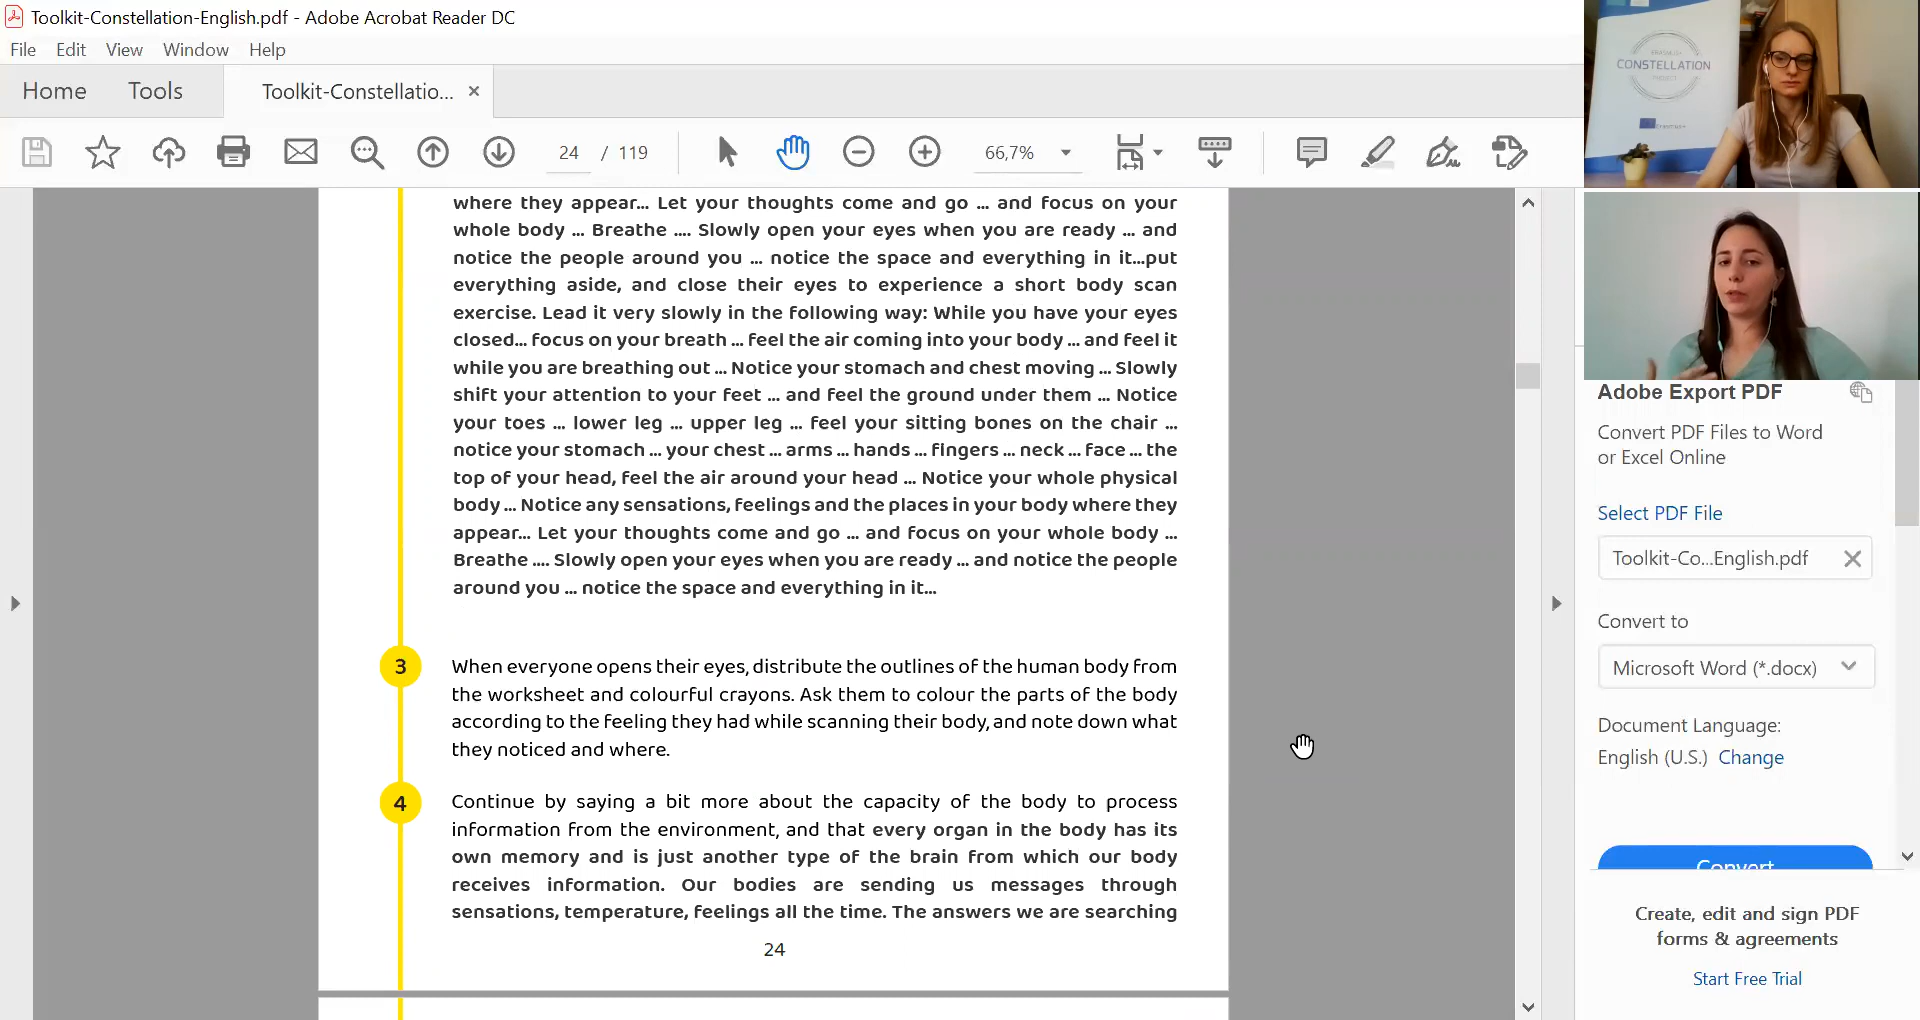 Toolkit-Constellation-English.pdf - Adobe Acrobat Reader DC
File Edit View Window Help
Home Tools Toolkit-Constellatio... ×
24 / 119 66,7%
where they appear... Let your thoughts come and go ... and focus on your
whole body ... Breathe .... Slowly open your eyes when you are ready ... and
notice the people around you ... notice the space and everything in it...put
everything aside, and close their eyes to experience a short body scan
exercise. Lead it very slowly in the following way: While you have your eyes
closed... focus on your breath ... feel the air coming into your body ... and feel it
while you are breathing out ... Notice your stomach and chest moving ... Slowly
shift your attention to your feet ... and feel the ground under them ... Notice
your toes ... lower leg ... upper leg ... feel your sitting bones on the chair ...
notice your stomach ... your chest ... arms ... hands ... fingers ... neck ... face ... the
top of your head, feel the air around your head ... Notice your whole physical
body ... Notice any sensations, feelings and the places in your body where they
appear... Let your thoughts come and go ... and focus on your whole body ...
Breathe .... Slowly open your eyes when you are ready ... and notice the people
around you ... notice the space and everything in it...
3
When everyone opens their eyes, distribute the outlines of the human body from
the worksheet and colourful crayons. Ask them to colour the parts of the body
according to the feeling they had while scanning their body, and note down what
they noticed and where.
4
Continue by saying a bit more about the capacity of the body to process
information from the environment, and that every organ in the body has its
own memory and is just another type of the brain from which our body
receives information. Our bodies are sending us messages through
sensations, temperature, feelings all the time. The answers we are searching
24
ERASMUS+
CONSTELLATION
PROJECT
Erasmus+
Adobe Export PDF
Convert PDF Files to Word
or Excel Online
Select PDF File
Toolkit-Co...English.pdf
Convert to
Microsoft Word (*.docx)
Document Language:
English (U.S.) Change
Convert
Create, edit and sign PDF
forms & agreements
Start Free Trial